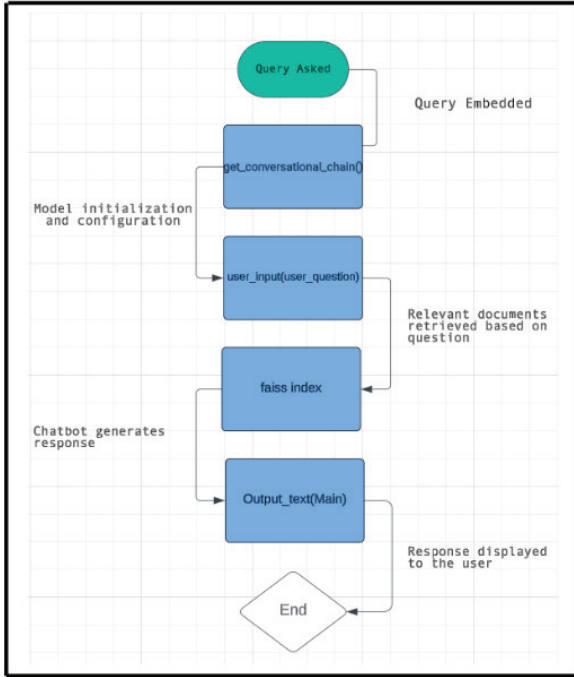 Query Asked
Query Embedded
get_conversational_chain()
Model initialization
and configuration
user_input(user_question)
Relevant documents
retrieved based on
question
faiss index
Chatbot generates
response
Output_text(Main)
Response displayed
to the user
End